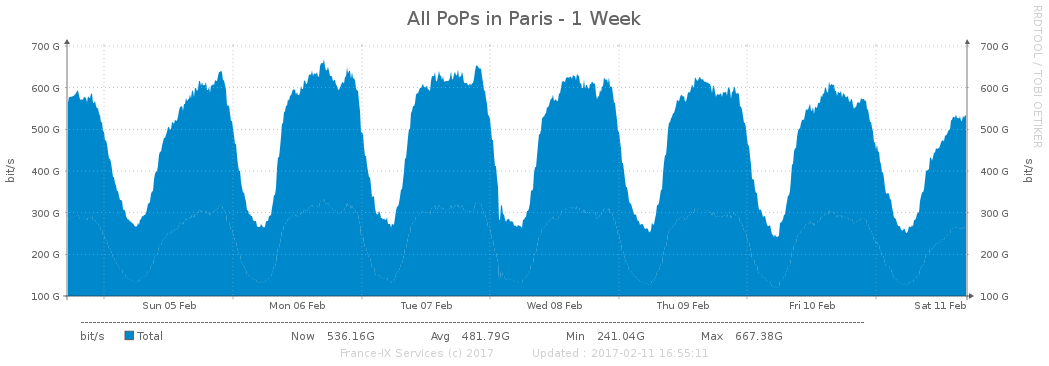 All PoPs in Paris - 1 Week
RRDTOOL / TOBI OETIKER
700 G 700 G
600 G 600 G
500 G 500 G
400 G 400 G
300 G 300 G
200 G 200 G
100 G 100 G
bit/s
bit/s
Sun 05 Feb Mon 06 Feb Tue 07 Feb Wed 08 Feb Thu 09 Feb Fri 10 Feb Sat 11 Feb
bit/s Total Now 536.16G Avg 481.79G Min 241.04G Max 667.38G
France-IX Services (c) 2017 Updated : 2017-02-11 16:55:11